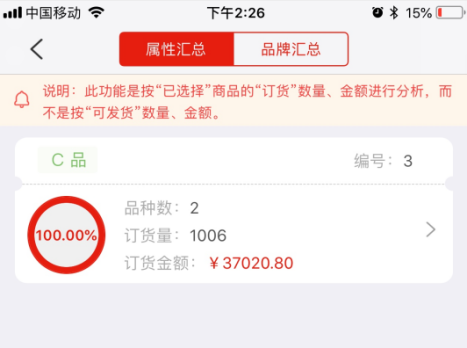 中国移动 下午2:26 15%
属性汇总 品牌汇总
说明：此功能是按“已选择”商品的“订货”数量、金额进行分析，而
不是按“可发货”数量、金额。
C 品 编号：3
品种数：2
100.00% 订货量：1006
订货金额：￥37020.80